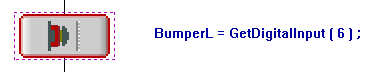 BumperL = GetDigitalInput ( 6 ) ;